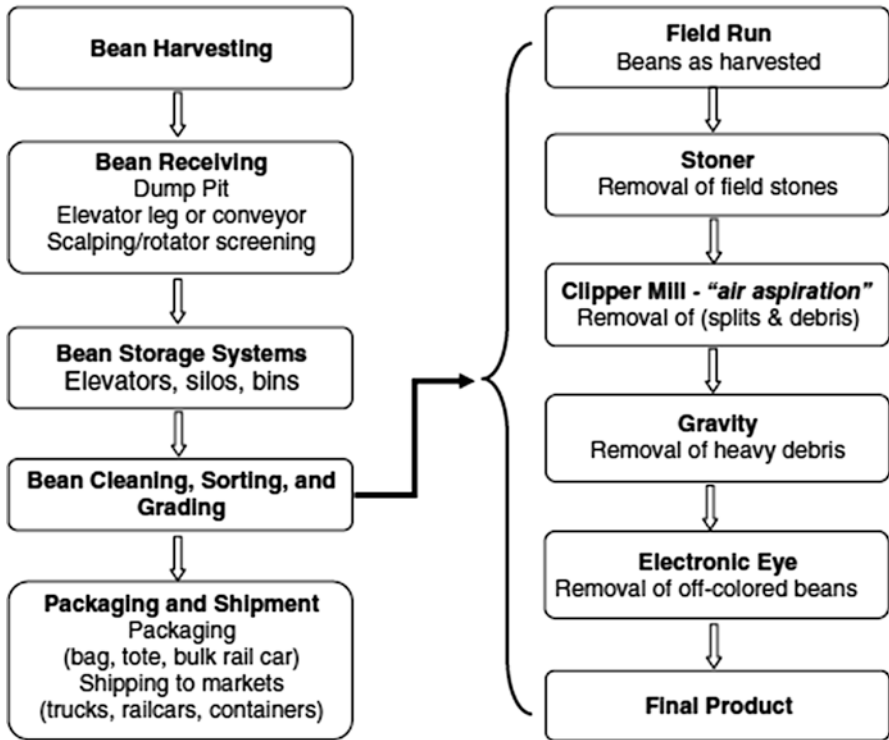 Bean Harvesting
Bean Receiving
Dump Pit
Elevator leg or conveyor
Scalping/rotator screening
Bean Storage Systems
Elevators, silos, bins
Bean Cleaning, Sorting, and
Grading
Packaging and Shipment
Packaging
(bag, tote, bulk rail car)
Shipping to markets
(trucks, railcars, containers)
Field Run
Beans as harvested
Stoner
Removal of field stones
Clipper Mill - “air aspiration”
Removal of (splits & debris)
Gravity
Removal of heavy debris
Electronic Eye
Removal of off-colored beans
Final Product